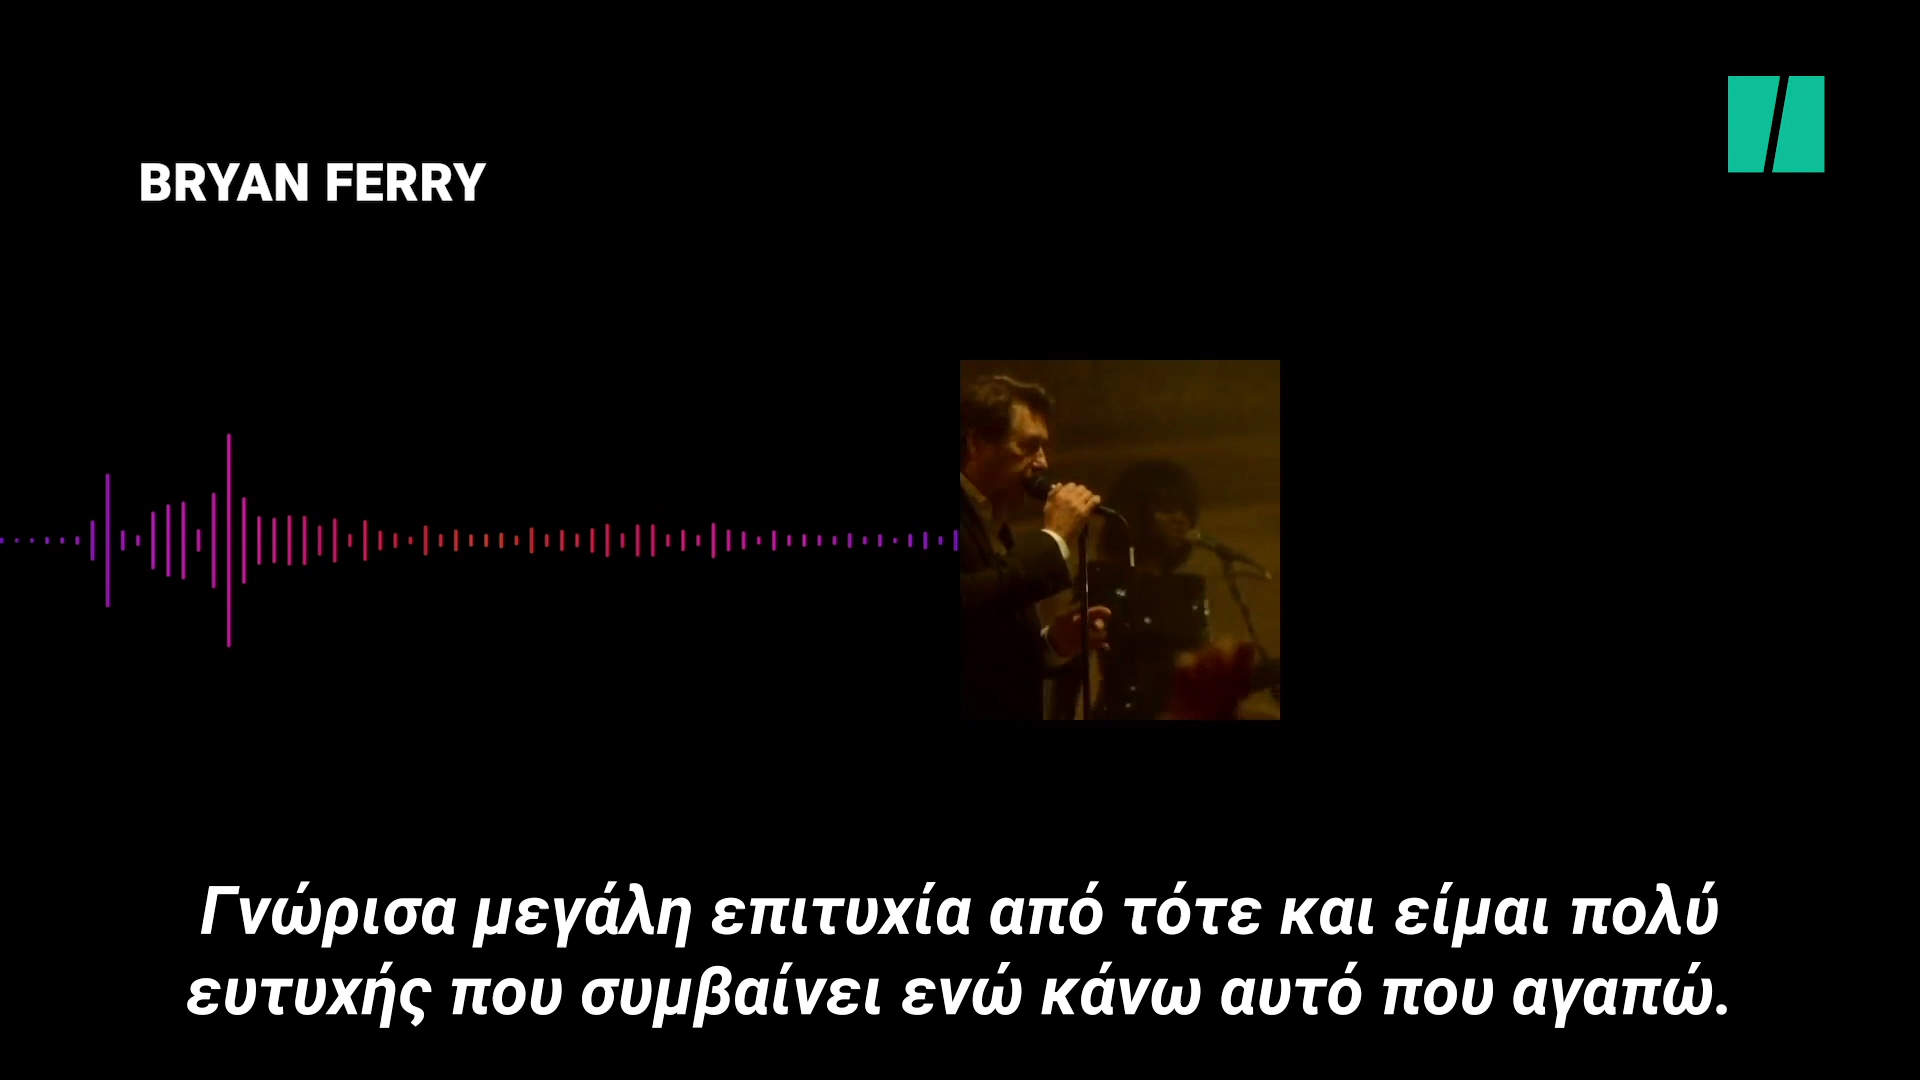 BRYAN FERRY
Γνώρισα μεγάλη επιτυχία από τότε και είμαι πολύ
ευτυχής που συμβαίνει ενώ κάνω αυτό που αγαπώ.